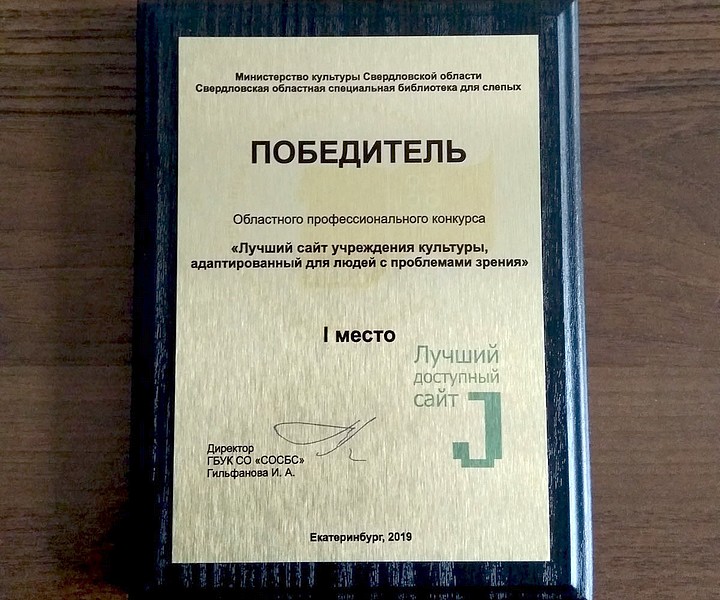 Министерство культуры Свердловской области
Свердловская областная специальная библиотека для слепых
ПОБЕДИТЕЛЬ
Областного профессионального конкурса
«Лучший сайт учреждения культуры,
адаптированный для людей с проблемами зрения»
I место
Лучший
доступный
сайт
Директор
ГБУК СО «СОСБС»
Гильфанова И. А.
Екатеринбург, 2019